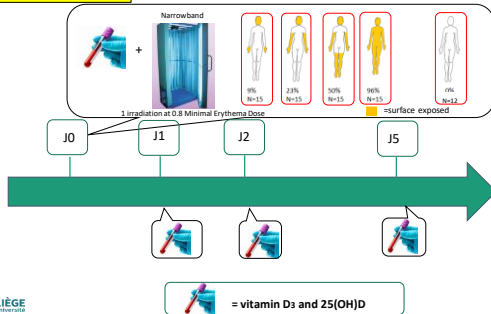 Narrowband
+
9%
N=15
23%
N=15
50%
N=15
96%
N=15
0%
N=12
1 irradiation at 0.8 Minimal Erythema Dose
=surface exposed
J0
J1
J2
J5
= vitamin D3 and 25(OH)D
LIÈGE
université